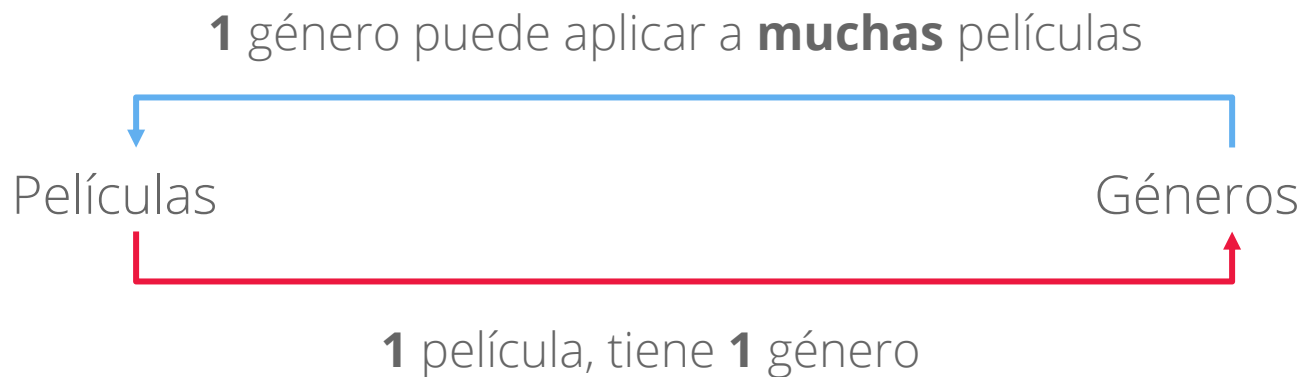 1 género puede aplicar a muchas películas
Películas
Géneros
1 película, tiene 1 género